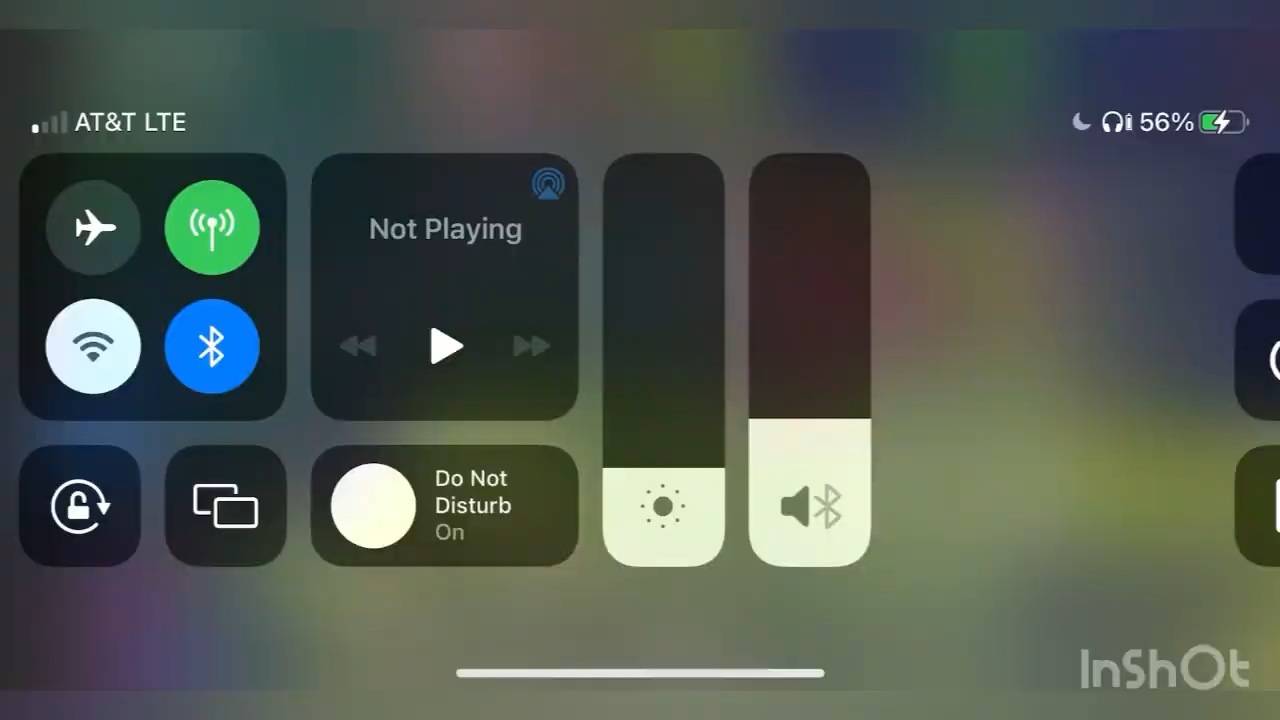 AT&T LTE
56%
Not Playing
Do Not
Disturb
On
InShOt